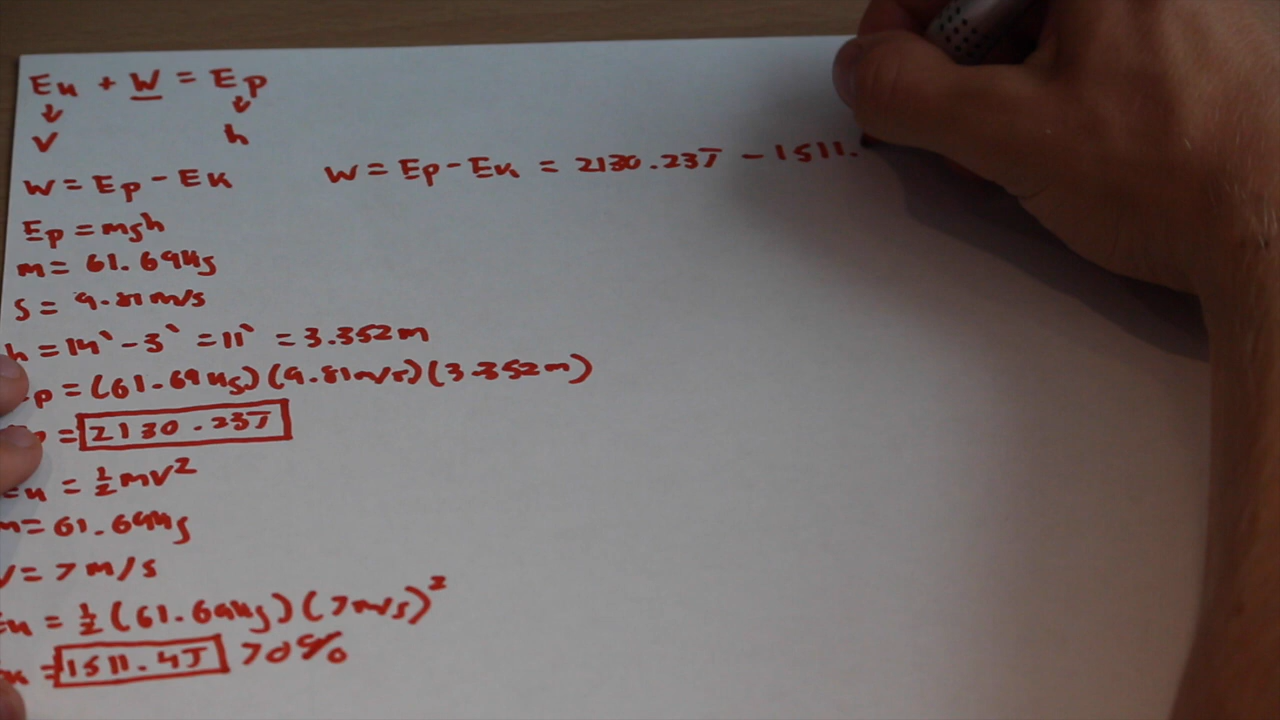 Ek + W = Ep
↓ ↓
v h
W = Ep - Ek W = Ep - Ek = 2130.23J - 1511.
Ep = mgh
m = 61.69kg
g = 9.81m/s
h = 14' - 3' = 11' = 3.352m
p = (61.69kg)(9.81m/s)(3.352m)
p = 2130.23J
Ek = ½mv²
m = 61.69kg
v = 7m/s
Ek = ½(61.69kg)(7m/s)²
k = 1511.4J 70%